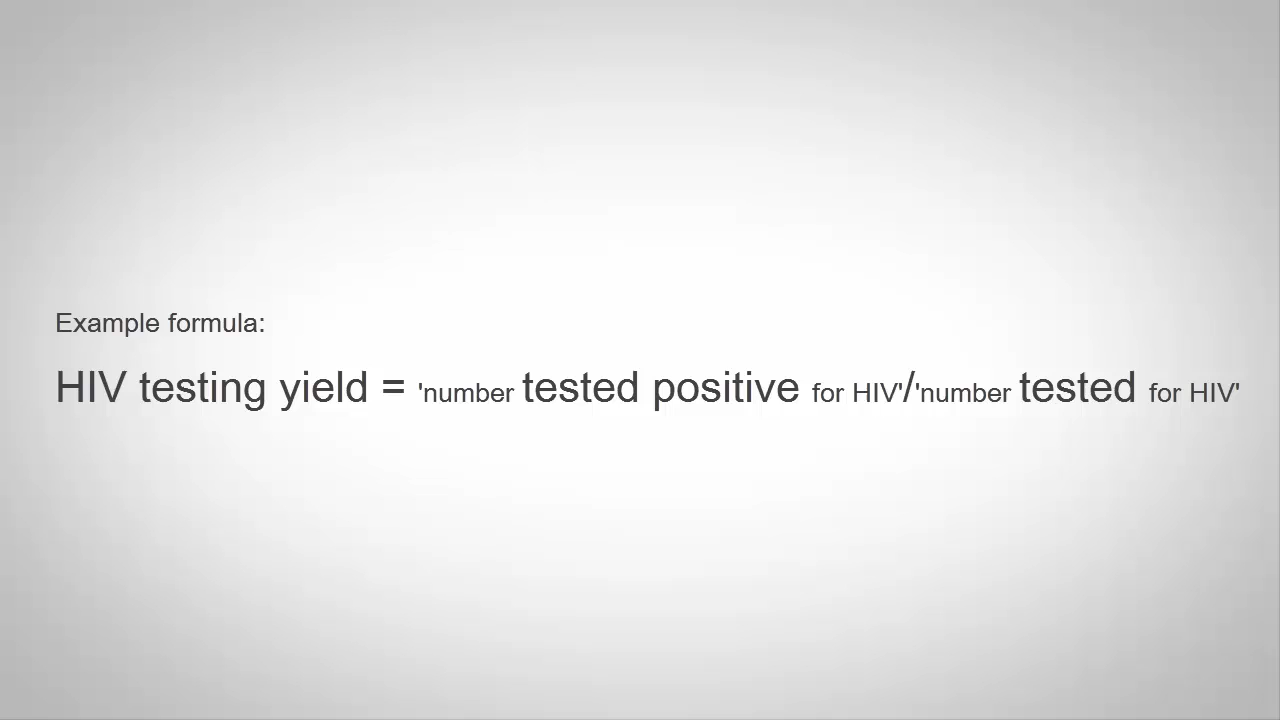 Example formula:
HIV testing yield = 'number tested positive for HIV'/'number tested for HIV'